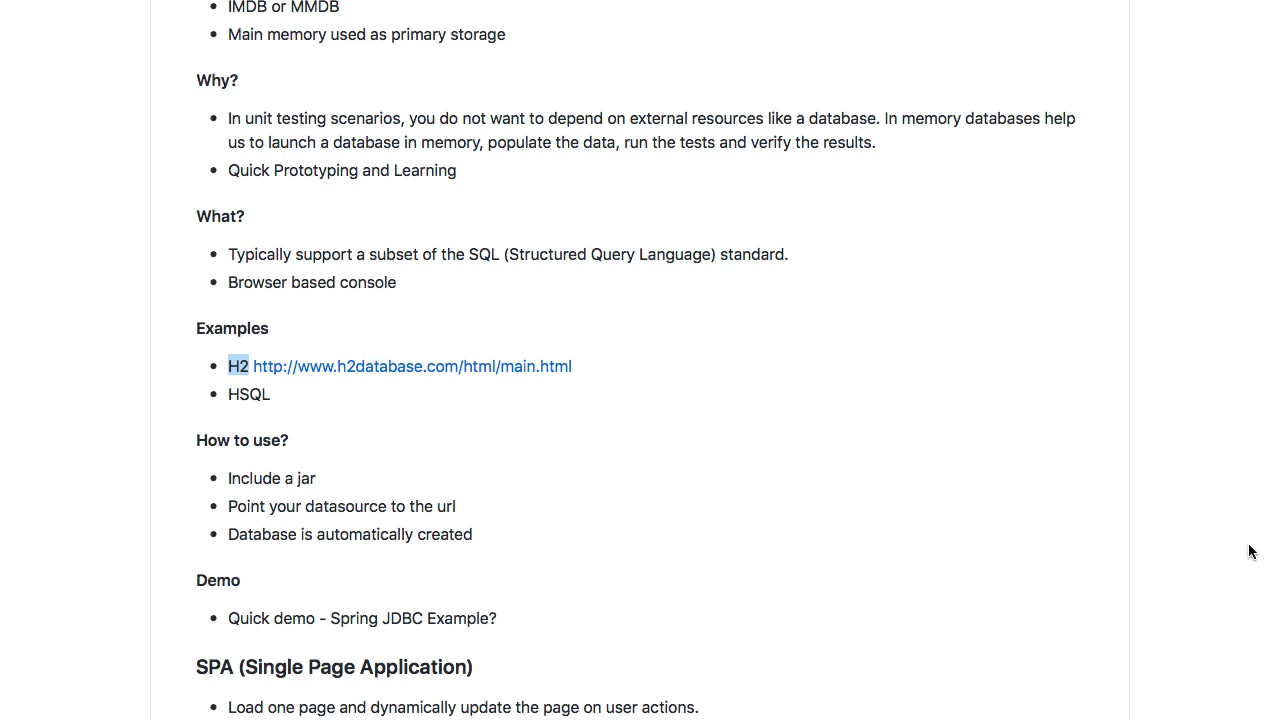 IMDB or MMDB
Main memory used as primary storage
Why?
In unit testing scenarios, you do not want to depend on external resources like a database. In memory databases help
us to launch a database in memory, populate the data, run the tests and verify the results.
Quick Prototyping and Learning
What?
Typically support a subset of the SQL (Structured Query Language) standard.
Browser based console
Examples
H2 http://www.h2database.com/html/main.html
HSQL
How to use?
Include a jar
Point your datasource to the url
Database is automatically created
Demo
Quick demo - Spring JDBC Example?
SPA (Single Page Application)
Load one page and dynamically update the page on user actions.